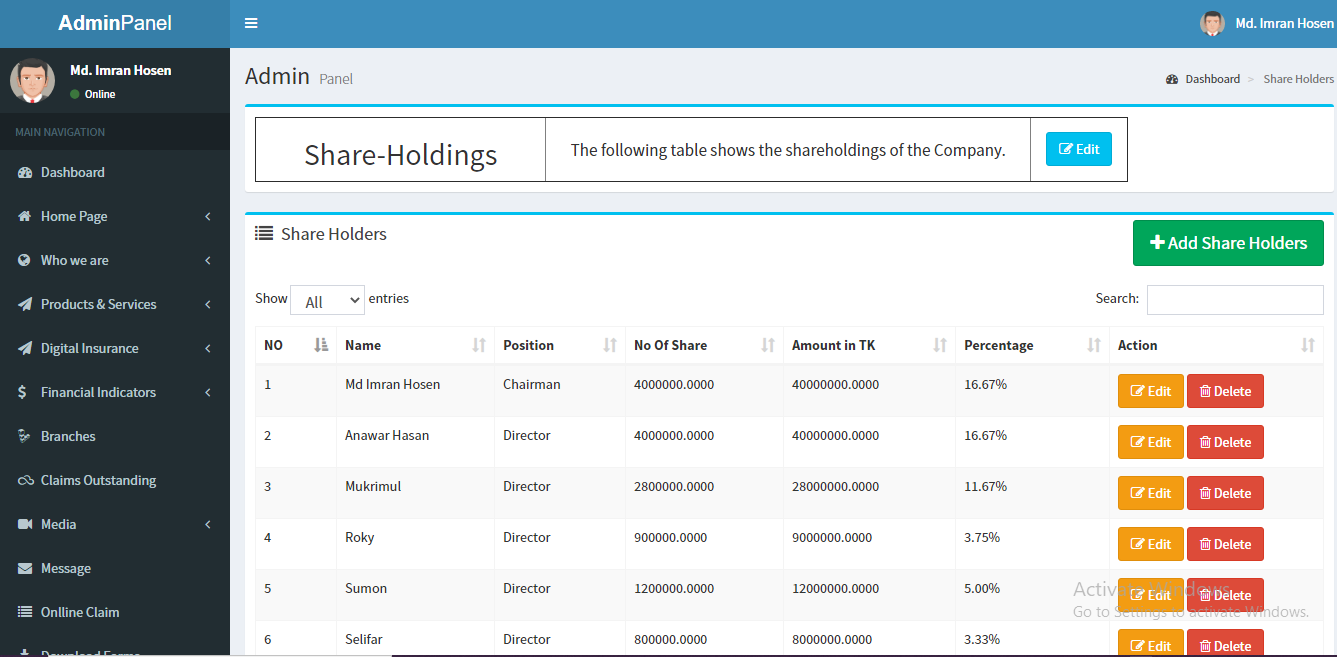 AdminPanel
Md. Imran Hosen
Md. Imran Hosen
Online
Admin Panel
Dashboard > Share Holders
MAIN NAVIGATION
Dashboard
Home Page
Who we are
Products & Services
Digital Insurance
Financial Indicators
Branches
Claims Outstanding
Media
Message
Onlline Claim
Download Forms
Share-Holdings The following table shows the shareholdings of the Company. Edit
Share Holders
Add Share Holders
Show All entries Search:
NO Name Position No Of Share Amount in TK Percentage Action
1 Md Imran Hosen Chairman 4000000.0000 40000000.0000 16.67% Edit Delete
2 Anawar Hasan Director 4000000.0000 40000000.0000 16.67% Edit Delete
3 Mukrimul Director 2800000.0000 28000000.0000 11.67% Edit Delete
4 Roky Director 900000.0000 9000000.0000 3.75% Edit Delete
5 Sumon Director 1200000.0000 12000000.0000 5.00% Edit Delete
6 Selifar Director 800000.0000 8000000.0000 3.33% Edit Delete
Activate Windows
Go to Settings to activate Windows.